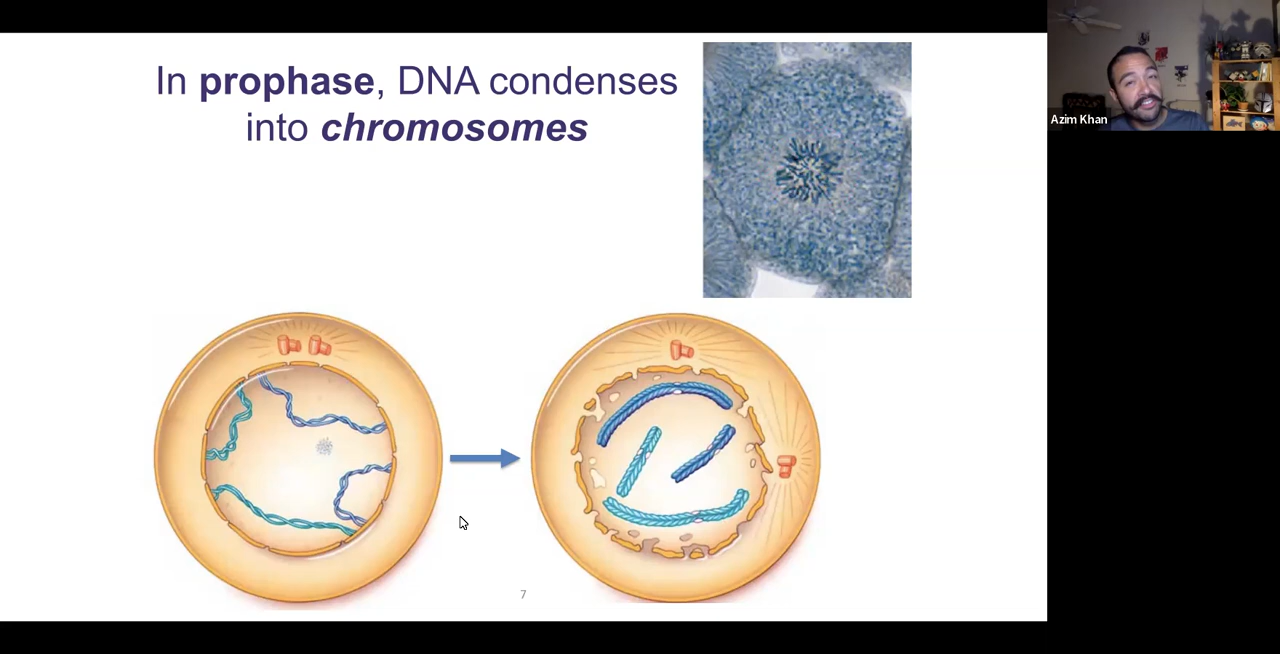 In prophase, DNA condenses
into chromosomes
Azim Khan
7